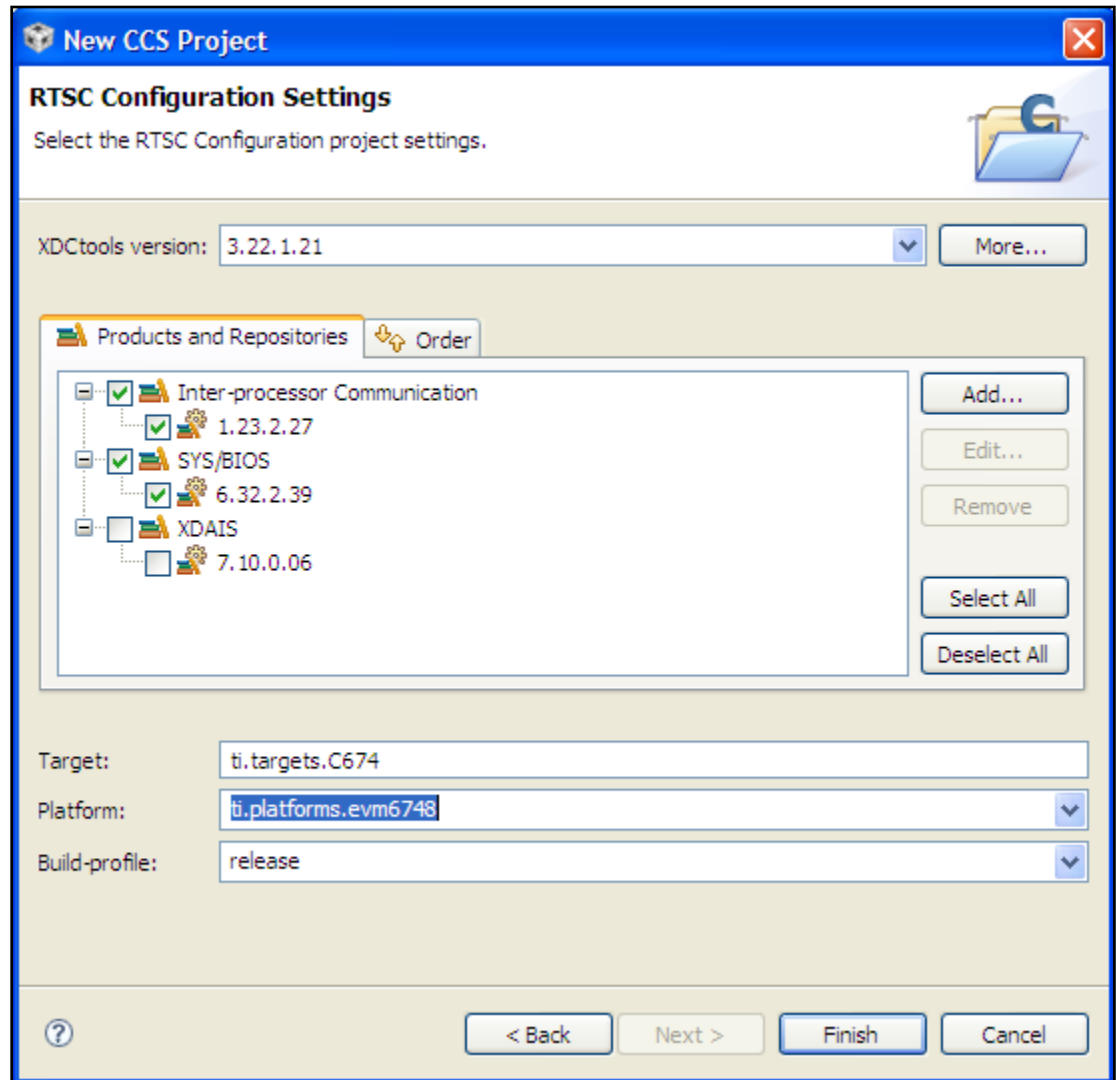 New CCS Project
RTSC Configuration Settings
Select the RTSC Configuration project settings.
XDCtools version: 3.22.1.21 More...
Products and Repositories Order
Inter-processor Communication Add...
1.23.2.27
SYS/BIOS Edit...
6.32.2.39
XDAIS Remove
7.10.0.06
Select All
Deselect All
Target: ti.targets.C674
Platform: ti.platforms.evm6748
Build-profile: release
? < Back Next > Finish Cancel